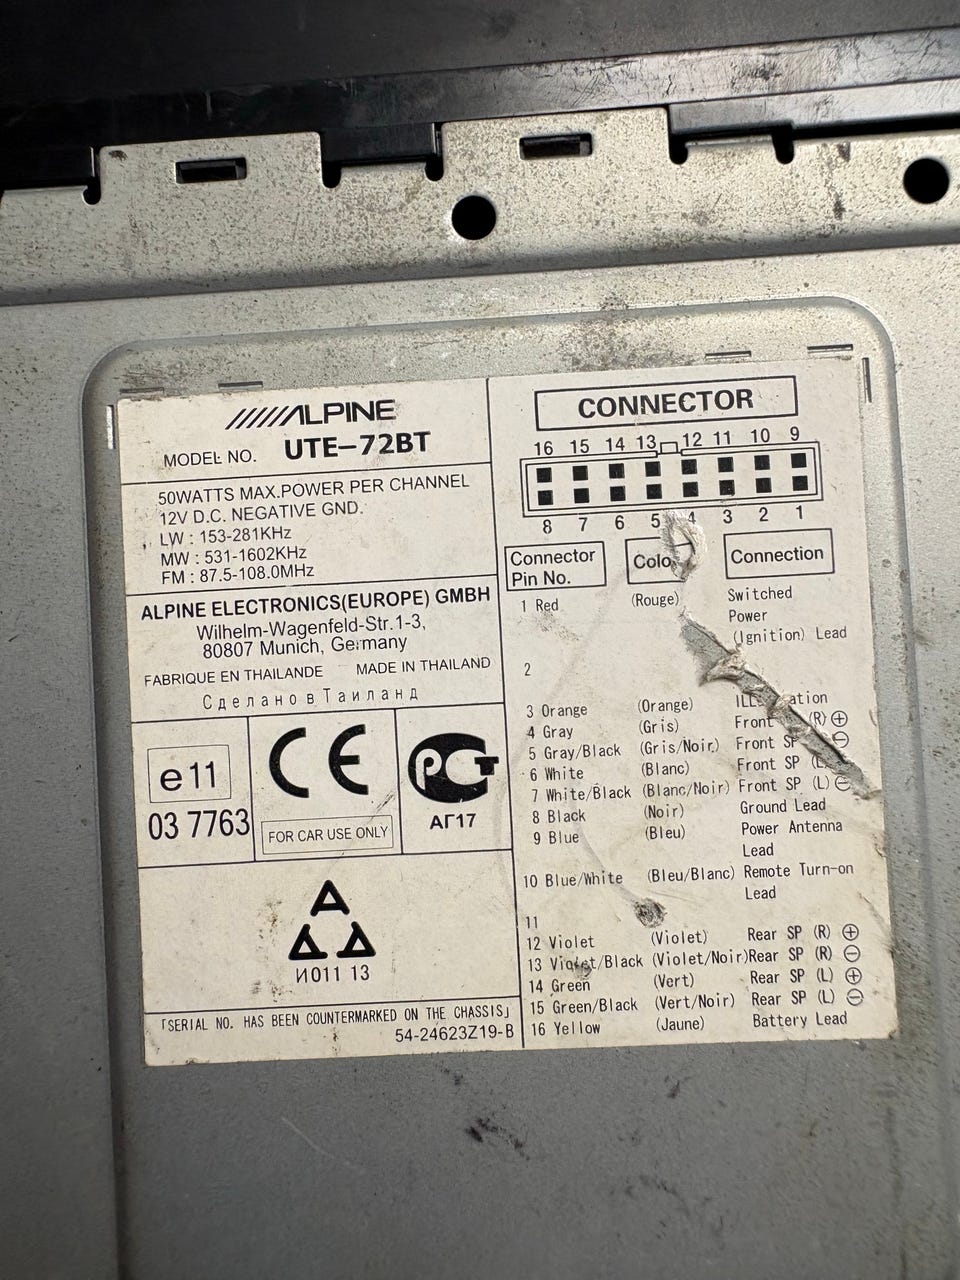 ALPINE
MODEL NO. UTE-72BT
50WATTS MAX.POWER PER CHANNEL
12V D.C. NEGATIVE GND.
LW : 153-281KHz
MW : 531-1602KHz
FM : 87.5-108.0MHz
ALPINE ELECTRONICS(EUROPE) GMBH
Wilhelm-Wagenfeld-Str.1-3,
80807 Munich, Germany
FABRIQUE EN THAILANDE MADE IN THAILAND
Сделано в Таиланд
e11
03 7763
CE
FOR CAR USE ONLY
РСТ
АГ17
И011 13
「SERIAL NO. HAS BEEN COUNTERMARKED ON THE CHASSIS」
54-24623Z19-B
CONNECTOR
16 15 14 13 12 11 10 9
8 7 6 5 4 3 2 1
Connector Pin No.
Connection
1 Red (Rouge) Switched
Power
(Ignition) Lead
2
3 Orange (Orange)
4 Gray (Gris) Front (R) ⊕
5 Gray/Black (Gris/Noir) Front SP ⊖
6 White (Blanc) Front SP
7 White/Black (Blanc/Noir) Front SP (L) ⊖
8 Black (Noir) Ground Lead
9 Blue (Bleu) Power Antenna
Lead
10 Blue/White (Bleu/Blanc) Remote Turn-on
Lead
11
12 Violet (Violet) Rear SP (R) ⊕
13 Violet/Black (Violet/Noir) Rear SP (R) ⊖
14 Green (Vert) Rear SP (L) ⊕
15 Green/Black (Vert/Noir) Rear SP (L) ⊖
16 Yellow (Jaune) Battery Lead